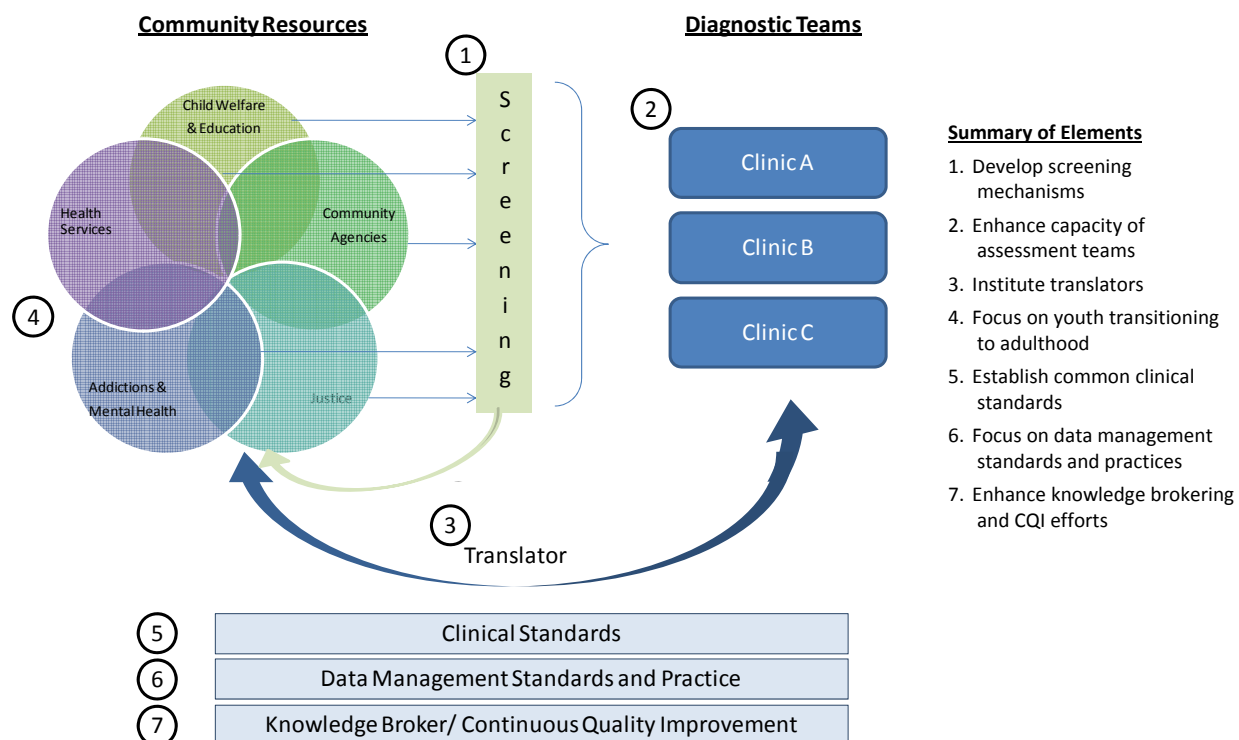 Community Resources
Diagnostic Teams
1
2
Child Welfare
& Education
Health
Services
Community
Agencies
4
Addictions &
Mental Health
Justice
S
c
r
e
e
n
i
n
g
Clinic A
Clinic B
Clinic C
Summary of Elements
1. Develop screening
mechanisms
2. Enhance capacity of
assessment teams
3. Institute translators
4. Focus on youth transitioning
to adulthood
5. Establish common clinical
standards
6. Focus on data management
standards and practices
7. Enhance knowledge brokering
and CQI efforts
3
Translator
5
Clinical Standards
6
Data Management Standards and Practice
7
Knowledge Broker/ Continuous Quality Improvement